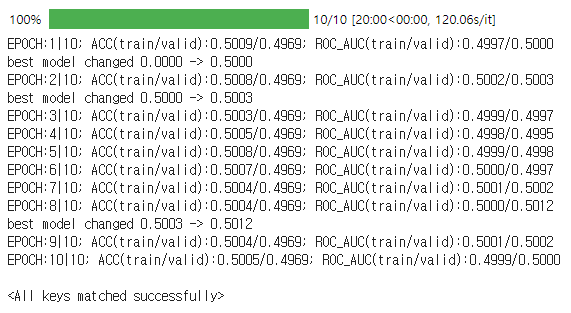 100% 10/10 [20:00<00:00, 120.06s/it]
EPOCH:1|10; ACC(train/valid):0.5009/0.4969; ROC_AUC(train/valid):0.4997/0.5000
best model changed 0.0000 -> 0.5000
EPOCH:2|10; ACC(train/valid):0.5008/0.4969; ROC_AUC(train/valid):0.5002/0.5003
best model changed 0.5000 -> 0.5003
EPOCH:3|10; ACC(train/valid):0.5003/0.4969; ROC_AUC(train/valid):0.4999/0.4997
EPOCH:4|10; ACC(train/valid):0.5005/0.4969; ROC_AUC(train/valid):0.4998/0.4995
EPOCH:5|10; ACC(train/valid):0.5008/0.4969; ROC_AUC(train/valid):0.4999/0.4998
EPOCH:6|10; ACC(train/valid):0.5007/0.4969; ROC_AUC(train/valid):0.5000/0.4997
EPOCH:7|10; ACC(train/valid):0.5004/0.4969; ROC_AUC(train/valid):0.5001/0.5002
EPOCH:8|10; ACC(train/valid):0.5004/0.4969; ROC_AUC(train/valid):0.5000/0.5012
best model changed 0.5003 -> 0.5012
EPOCH:9|10; ACC(train/valid):0.5004/0.4969; ROC_AUC(train/valid):0.5001/0.5002
EPOCH:10|10; ACC(train/valid):0.5005/0.4969; ROC_AUC(train/valid):0.4999/0.5000
<All keys matched successfully>